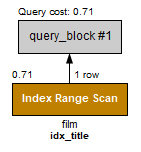 Query cost: 0.71
query_block #1
0.71
1 row
Index Range Scan
film
idx_title